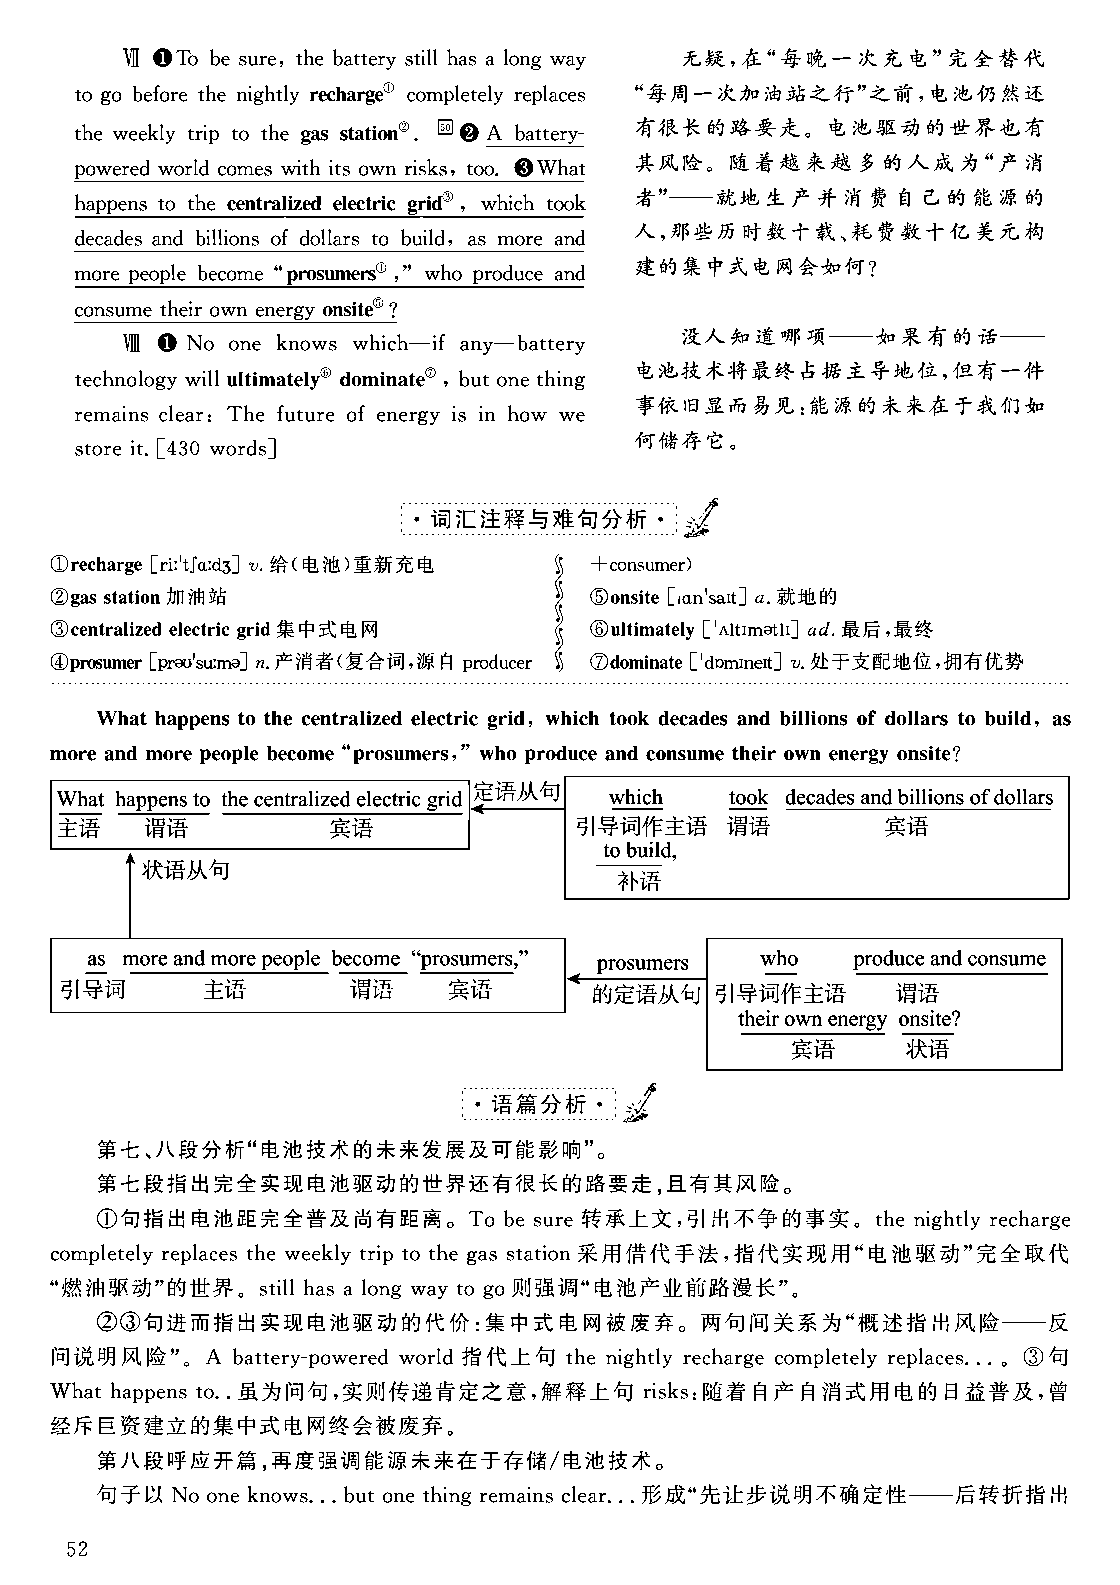 Ⅶ ❶To be sure, the battery still has a long way
to go before the nightly recharge① completely replaces
the weekly trip to the gas station②. 50 ❷ A battery-
powered world comes with its own risks, too. ❸What
happens to the centralized electric grid③, which took
decades and billions of dollars to build, as more and
more people become “prosumers④,” who produce and
consume their own energy onsite⑤?
Ⅷ ❶ No one knows which—if any—battery
technology will ultimately⑥ dominate⑦, but one thing
remains clear: The future of energy is in how we
store it.[430 words]
无疑,在“每晚一次充电”完全替代
“每周一次加油站之行”之前,电池仍然还
有很长的路要走。电池驱动的世界也有
其风险。随着越来越多的人成为“产消
者”——就地生产并消费自己的能源的
人,那些历时数十载、耗费数十亿美元构
建的集中式电网会如何?
没人知道哪项——如果有的话——
电池技术将最终占据主导地位,但有一件
事依旧显而易见:能源的未来在于我们如
何储存它。
·词汇注释与难句分析·
①recharge [riːˈtʃɑːdʒ] v. 给(电池)重新充电
②gas station 加油站
③centralized electric grid 集中式电网
④prosumer [prəʊˈsuːmə] n. 产消者(复合词,源自 producer
+consumer)
⑤onsite [ˌɑnˈsaɪt] a. 就地的
⑥ultimately [ˈʌltɪmətlɪ] ad. 最后,最终
⑦dominate [ˈdɒmɪneɪt] v. 处于支配地位,拥有优势
What happens to the centralized electric grid, which took decades and billions of dollars to build, as
more and more people become “prosumers,” who produce and consume their own energy onsite?
What happens to the centralized electric grid
主语 谓语 宾语
定语从句
which took decades and billions of dollars
引导词作主语 谓语 宾语
to build,
补语
状语从句
as more and more people become “prosumers,”
引导词 主语 谓语 宾语
prosumers
的定语从句
who produce and consume
引导词作主语 谓语
their own energy onsite?
宾语 状语
·语篇分析·
第七、八段分析“电池技术的未来发展及可能影响”。
第七段指出完全实现电池驱动的世界还有很长的路要走,且有其风险。
①句指出电池距完全普及尚有距离。To be sure 转承上文,引出不争的事实。the nightly recharge
completely replaces the weekly trip to the gas station 采用借代手法,指代实现用“电池驱动”完全取代
“燃油驱动”的世界。still has a long way to go 则强调“电池产业前路漫长”。
②③句进而指出实现电池驱动的代价:集中式电网被废弃。两句间关系为“概述指出风险——反
问说明风险”。A battery-powered world 指代上句 the nightly recharge completely replaces...。③句
What happens to..虽为问句,实则传递肯定之意,解释上句 risks:随着自产自消式用电的日益普及,曾
经斥巨资建立的集中式电网终会被废弃。
第八段呼应开篇,再度强调能源未来在于存储/电池技术。
句子以 No one knows...but one thing remains clear...形成“先让步说明不确定性——后转折指出
52